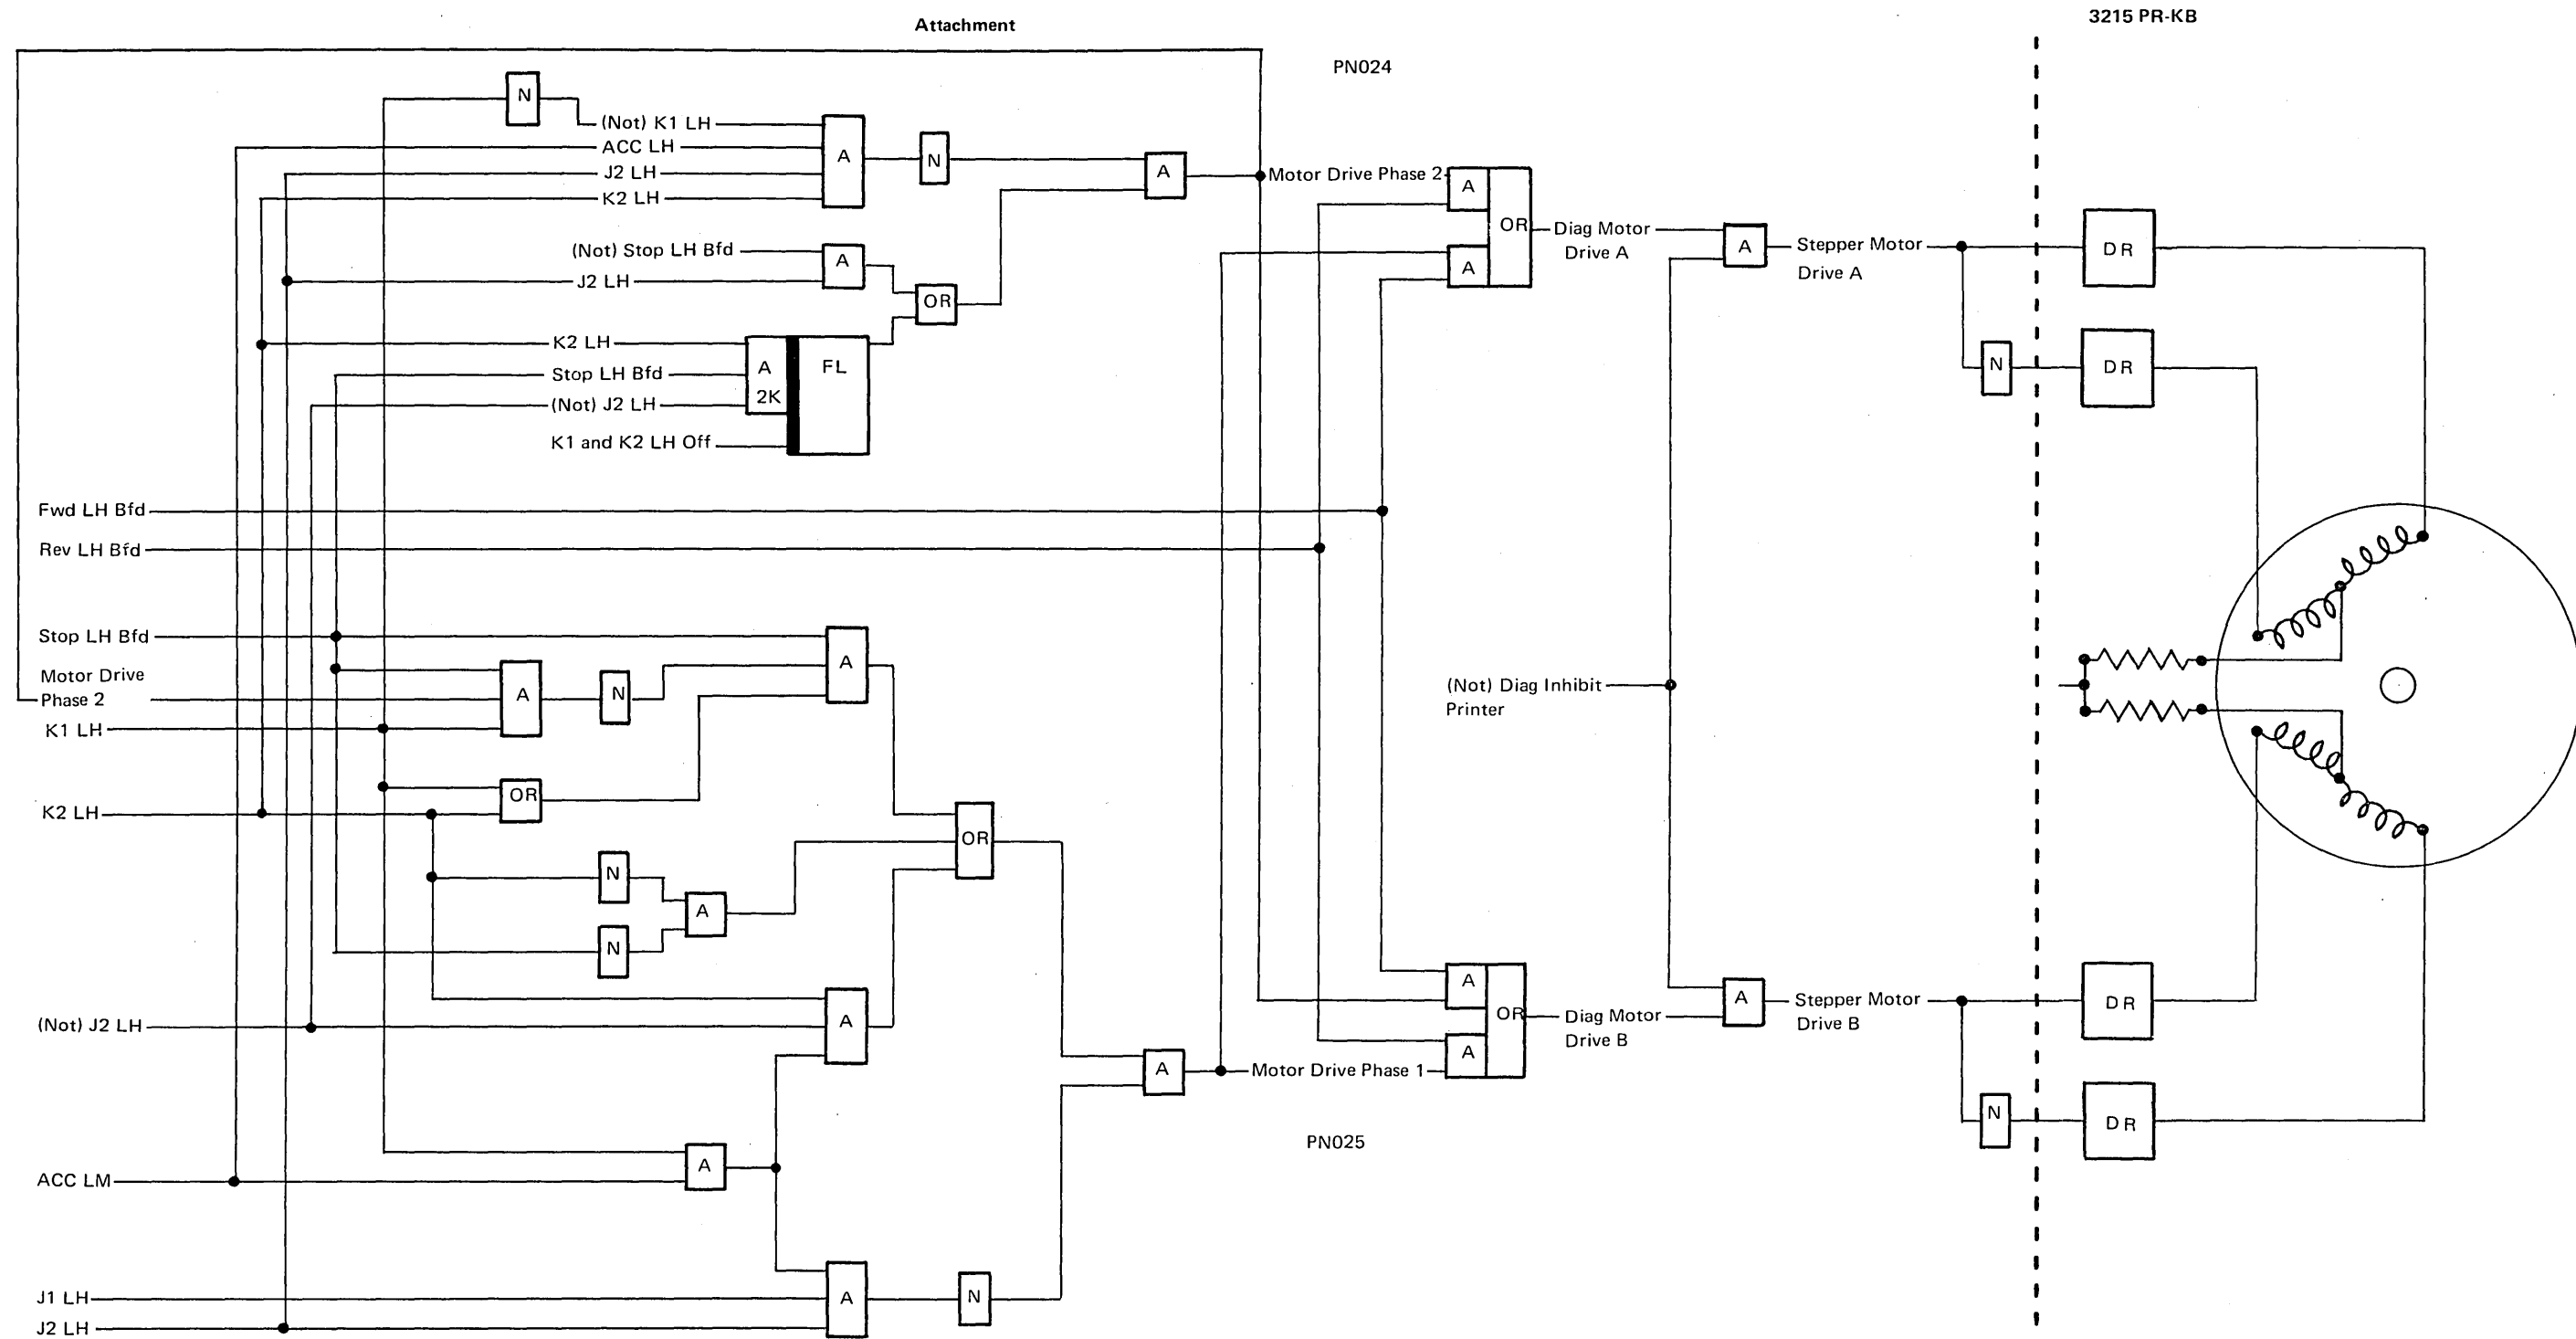 Attachment
3215 PR-KB
PN024
N
(Not) K1 LH
ACC LH
J2 LH
K2 LH
A
N
A
Motor Drive Phase 2
A
A
OR
Diag Motor
Drive A
A
Stepper Motor
Drive A
DR
N
DR
(Not) Stop LH Bfd
J2 LH
A
OR
K2 LH
Stop LH Bfd
(Not) J2 LH
K1 and K2 LH Off
A
2K
FL
Fwd LH Bfd
Rev LH Bfd
Stop LH Bfd
Motor Drive
Phase 2
K1 LH
A
N
A
(Not) Diag Inhibit
Printer
K2 LH
OR
OR
N
A
N
(Not) J2 LH
A
A
A
OR
Diag Motor
Drive B
A
Stepper Motor
Drive B
DR
N
DR
A
Motor Drive Phase 1
PN025
ACC LM
A
J1 LH
J2 LH
A
N